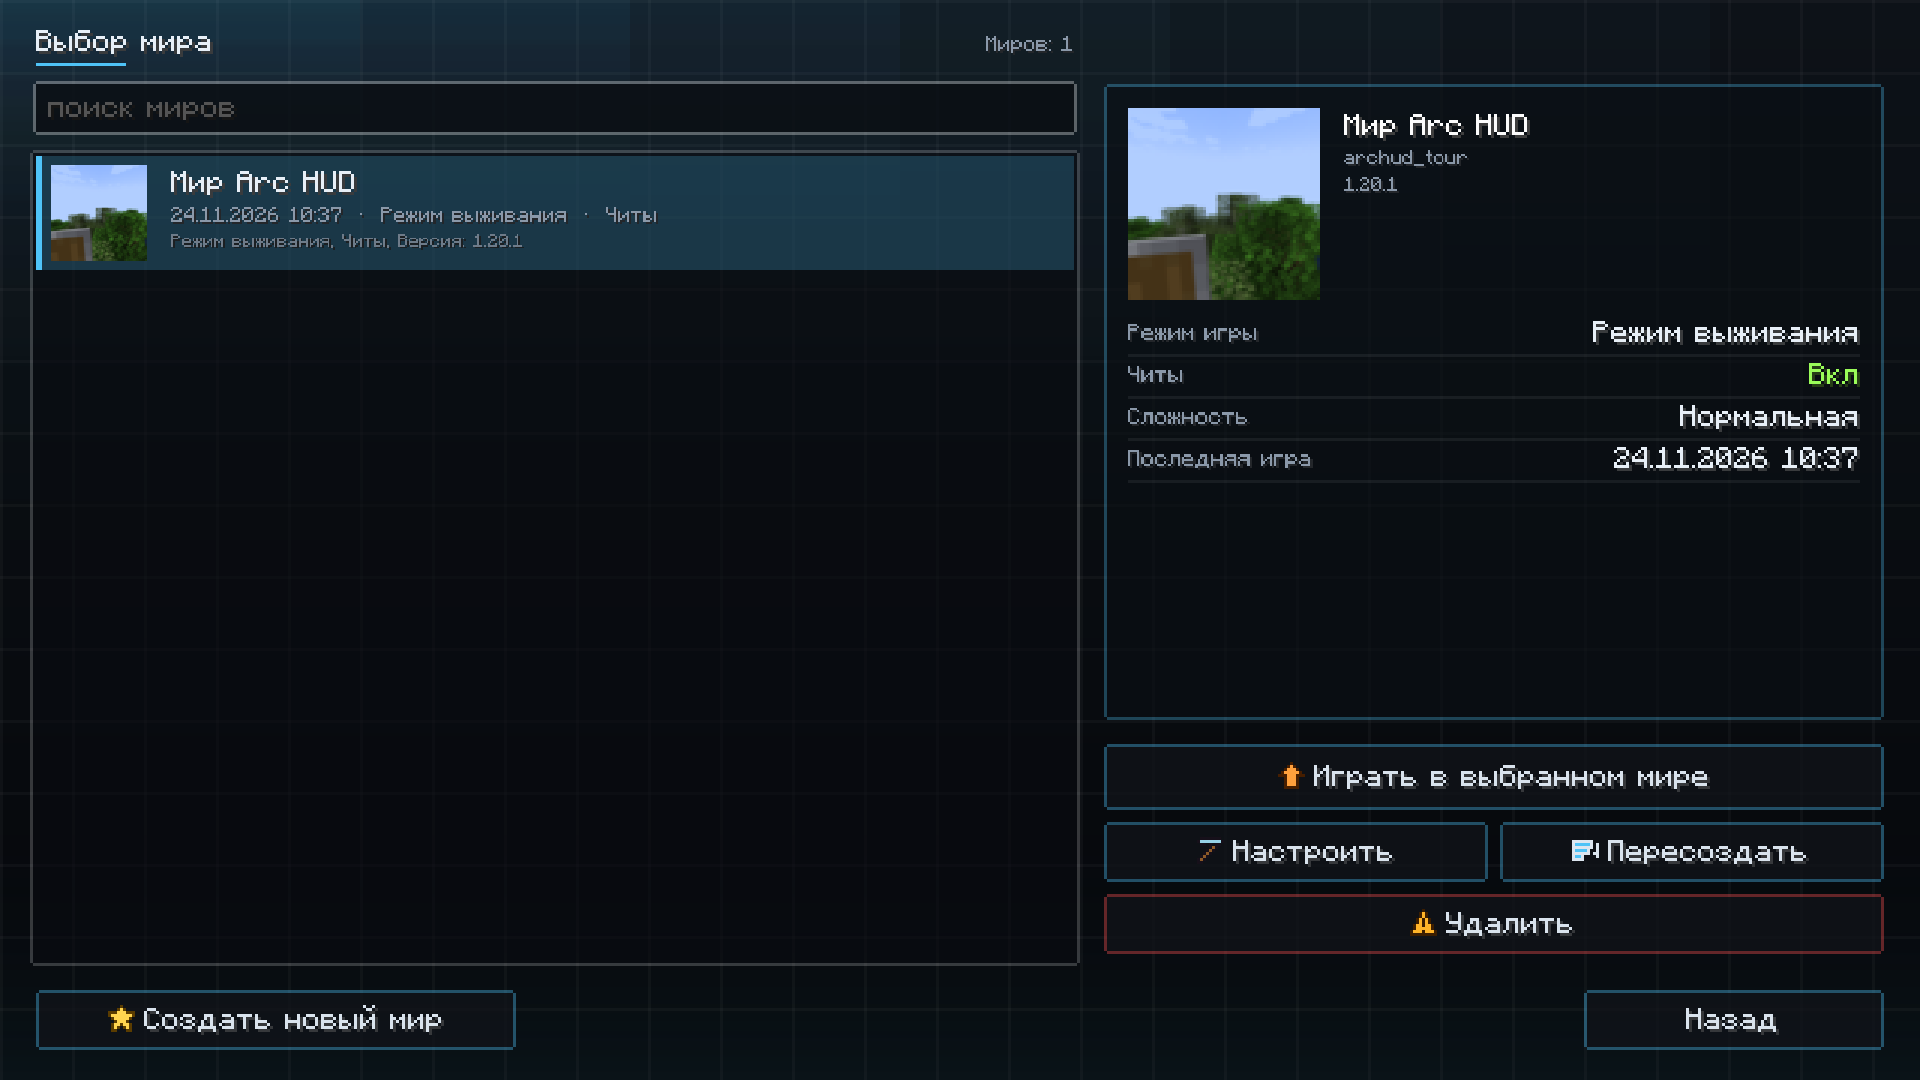 Выбор мира
Миров: 1
поиск миров
Мир Arc HUD
24.11.2026 10:37 · Режим выживания · Читы
Режим выживания, Читы, Версия: 1.20.1
Мир Arc HUD
archud_tour
1.20.1
Режим игры Режим выживания
Читы Вкл
Сложность Нормальная
Последняя игра 24.11.2026 10:37
Играть в выбранном мире
Настроить
Пересоздать
Удалить
Создать новый мир
Назад